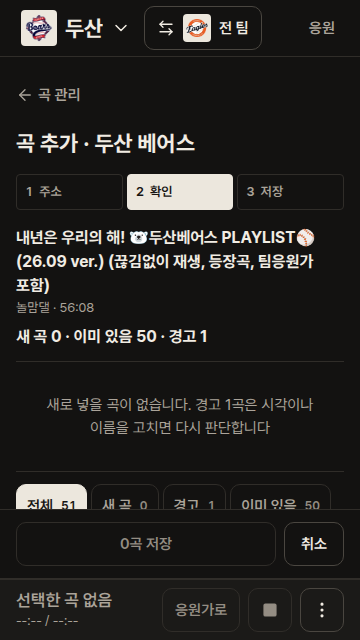 두산
전 팀
응원
← 곡 관리
곡 추가 · 두산 베어스
1 주소
2 확인
3 저장
내년은 우리의 해! 🐻‍❄️두산베어스 PLAYLIST⚾
(26.09 ver.) (끊김없이 재생, 등장곡, 팀응원가
포함)
놀맘댈 · 56:08
새 곡 0 · 이미 있음 50 · 경고 1
새로 넣을 곡이 없습니다. 경고 1곡은 시각이나
이름을 고치면 다시 판단합니다
전체 51
새 곡 0
경고 1
이미 있음 50
0곡 저장
취소
선택한 곡 없음
--:-- / --:--
응원가로